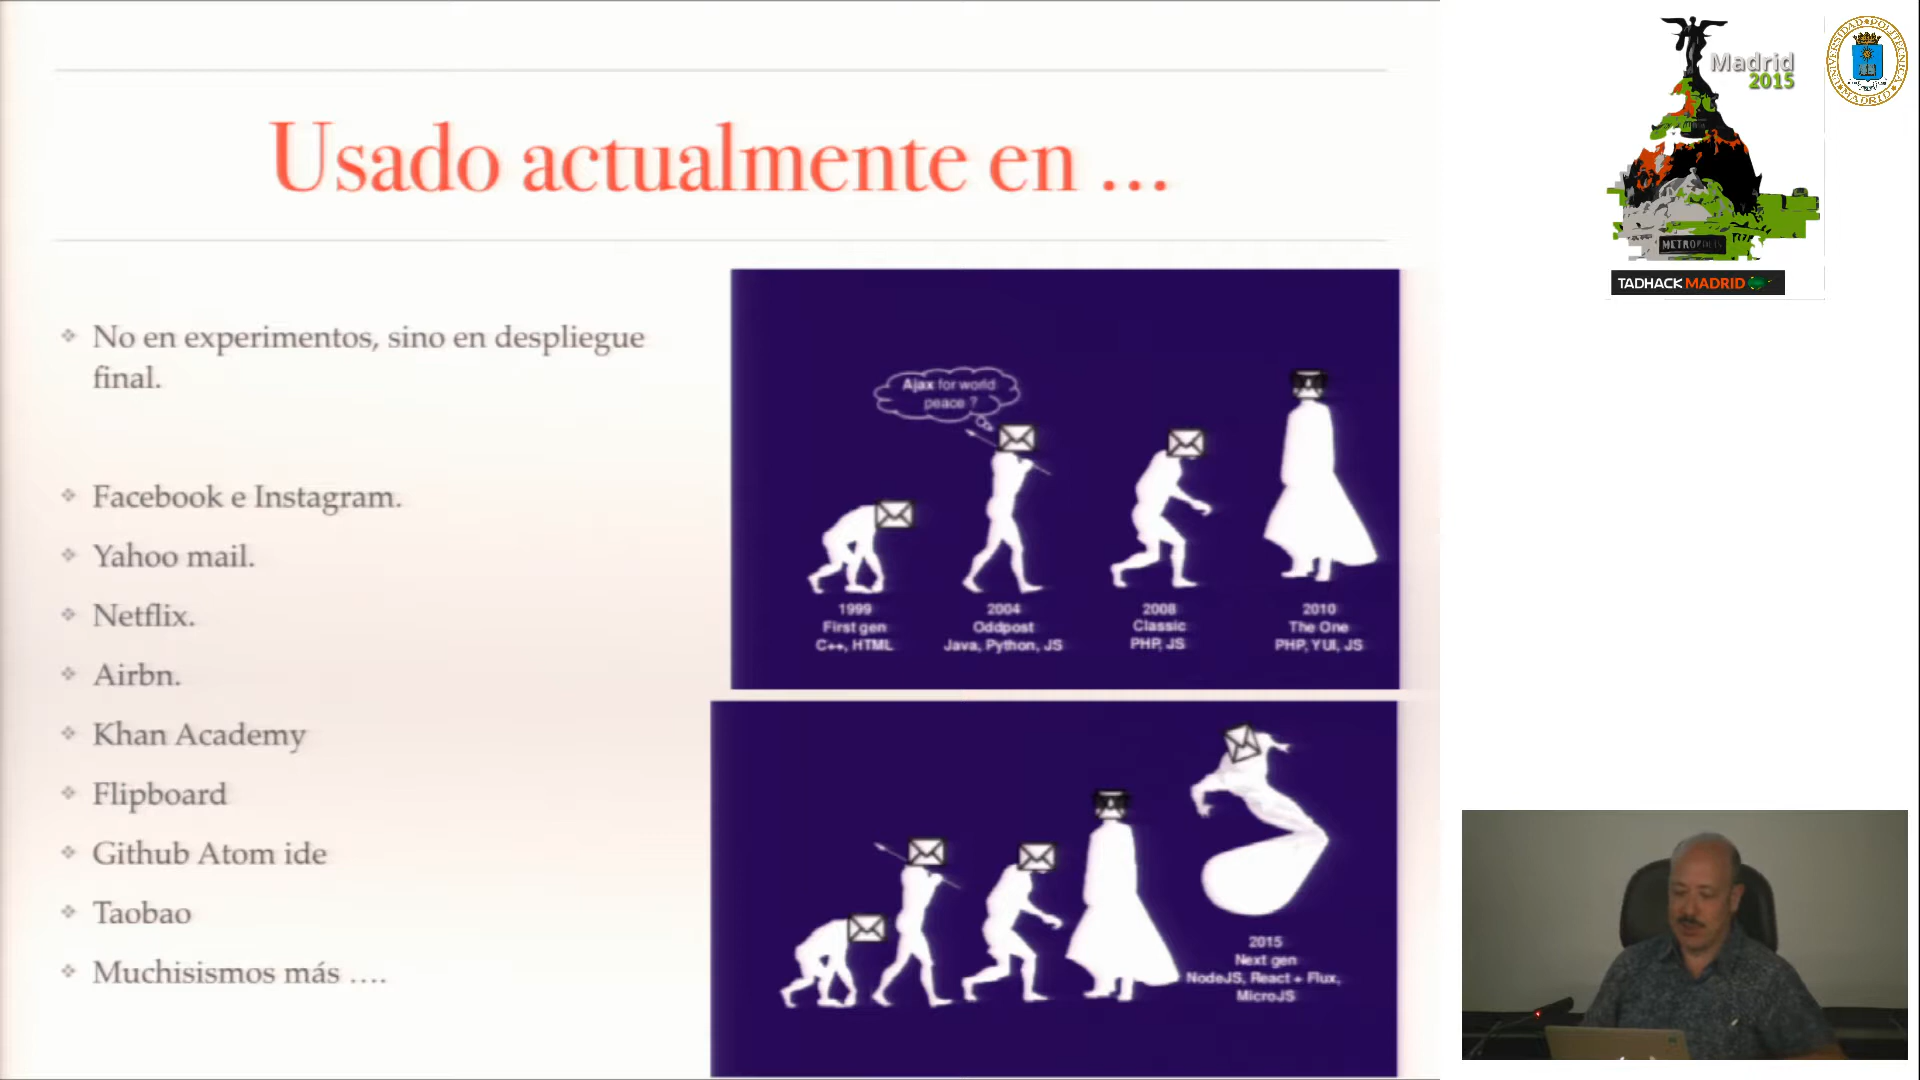 Usado actualmente en ...
No en experimentos, sino en despliegue
final.
Facebook e Instagram.
Yahoo mail.
Netflix.
Airbn.
Khan Academy
Flipboard
Github Atom ide
Taobao
Muchisismos más ....
Ajax for world
peace ?
1999
First gen
C++, HTML
2004
Oddpost
Java, Python, JS
2008
Classic
PHP, JS
2010
The One
PHP, YUI, JS
2015
Next gen
NodeJS, React + Flux,
MicroJS
Madrid
2015
METROPOLIS
TADHACK MADRID
UNIVERSIDAD POLITECNICA
MADRID